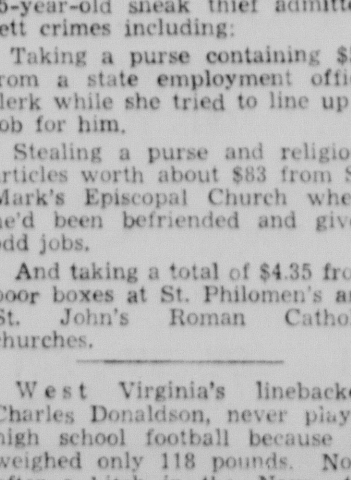 5-year-old sneak thief admitte
ett crimes including:
Taking a purse containing $
rom a state employment offi
lerk while she tried to line up
ob for him.
Stealing a purse and religio
rticles worth about $83 from S
Mark's Episcopal Church whe
he'd been befriended and giv
odd jobs.
And taking a total of $4.35 fro
poor boxes at St. Philomen's a
St. John's Roman Catho
hurches.
West Virginia's lineback
Charles Donaldson, never play
high school football because
weighed only 118 pounds. No